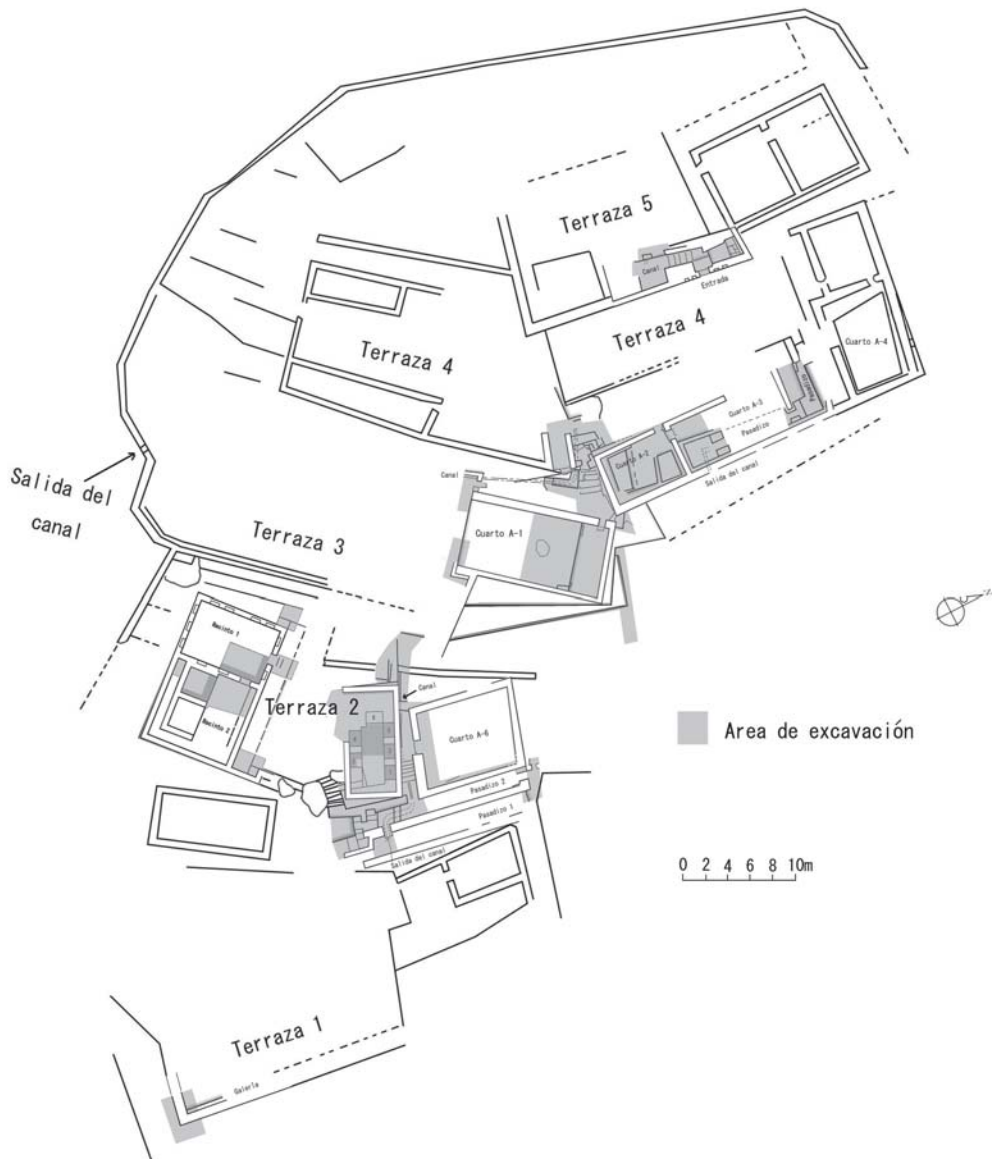 Terraza 5
Canal
Entrada
Terraza 4
Terraza 4
Cuarto A-4
Pasadizo
Cuarto A-3
Pasadizo
Cuarto A-2
Salida del canal
Canal
Salida del
canal
Terraza 3
Cuarto A-1
Recinto 1
Recinto 2
Terraza 2
Canal
Cuarto A-6
Area de excavación
Pasadizo 2
Pasadizo 1
Salida del canal
0 2 4 6 8 10m
Terraza 1
Galería